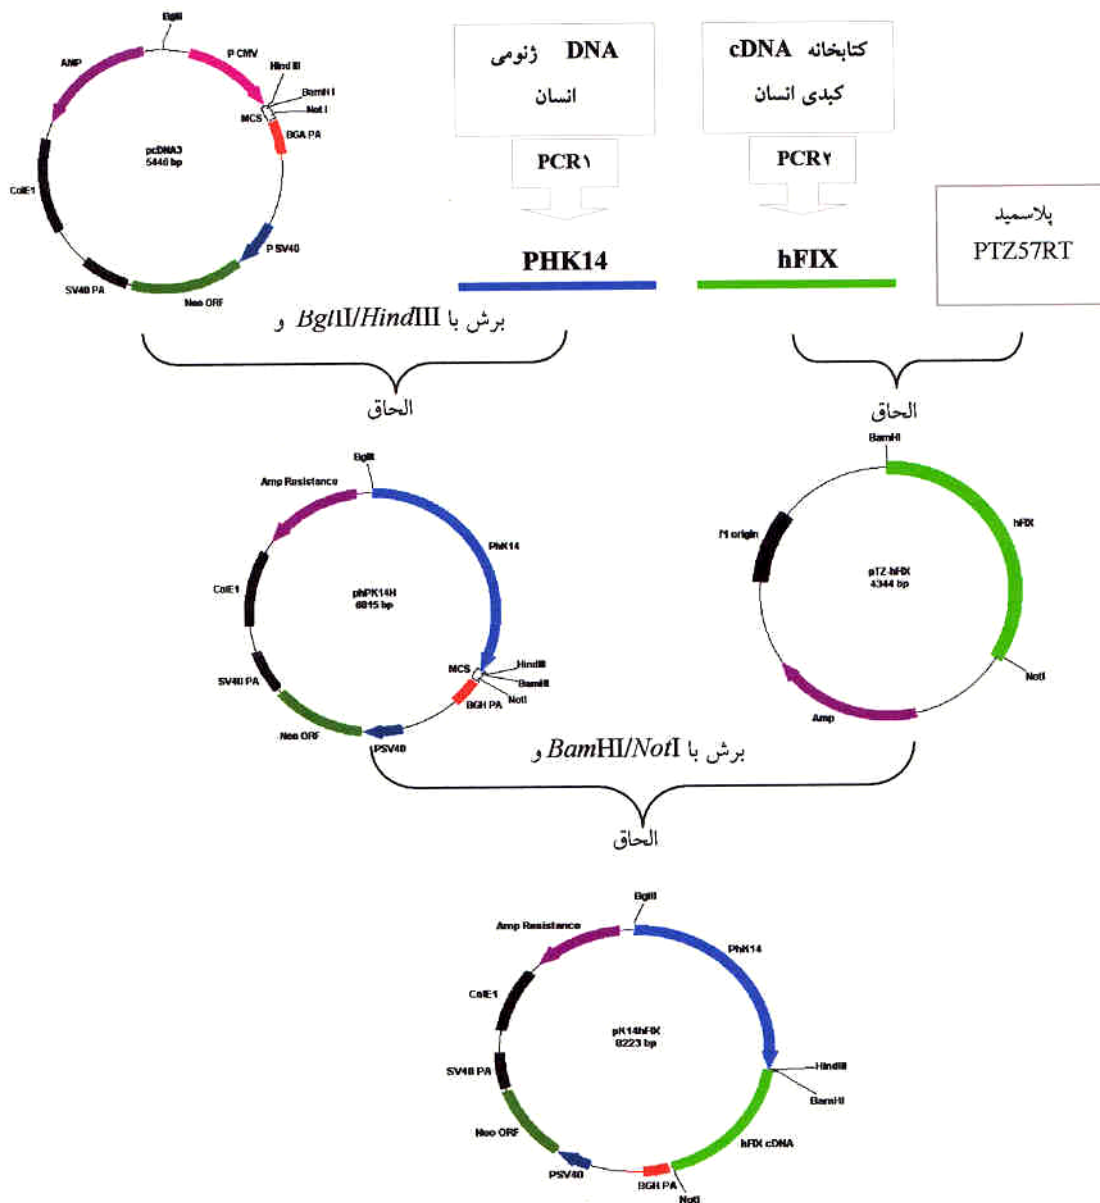 BglII
P CMV
AMP
Hind III
BamH I
Not I
MCS
BGA PA
pcDNA3
5446 bp
ColE1
P SV40
SV40 PA
Neo ORF
DNA ژنومی
انسان
PCR۱
PHK14
کتابخانه cDNA
کبدی انسان
PCR۲
hFIX
پلاسمید
PTZ57RT
برش با BglII/HindIII و
الحاق
الحاق
BglII
Amp Resistance
PhK14
ColE1
phPK14H
6815 bp
MCS
HindIII
BamHI
NotI
SV40 PA
BGH PA
Neo ORF
PSV40
BamHI
hFIX
f1 origin
pTZ-hFIX
4344 bp
NotI
Amp
برش با BamHI/NotI و
الحاق
BglII
Amp Resistance
PhK14
ColE1
pK14hFIX
8223 bp
HindIII
SV40 PA
BamHI
Neo ORF
hFIX cDNA
PSV40
BGH PA
NotI